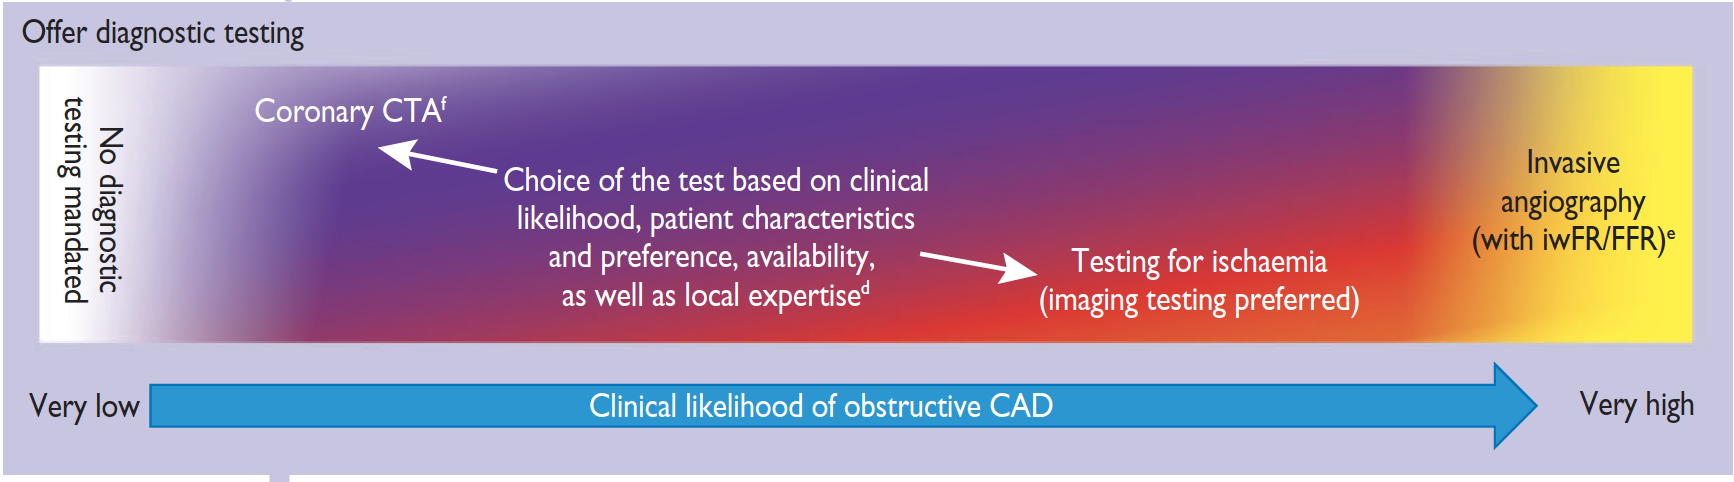 Offer diagnostic testing
No diagnostic
testing mandated
Coronary CTAᶠ
Choice of the test based on clinical
likelihood, patient characteristics
and preference, availability,
as well as local expertiseᵈ
Testing for ischaemia
(imaging testing preferred)
Invasive
angiography
(with iwFR/FFR)ᵉ
Very low
Clinical likelihood of obstructive CAD
Very high